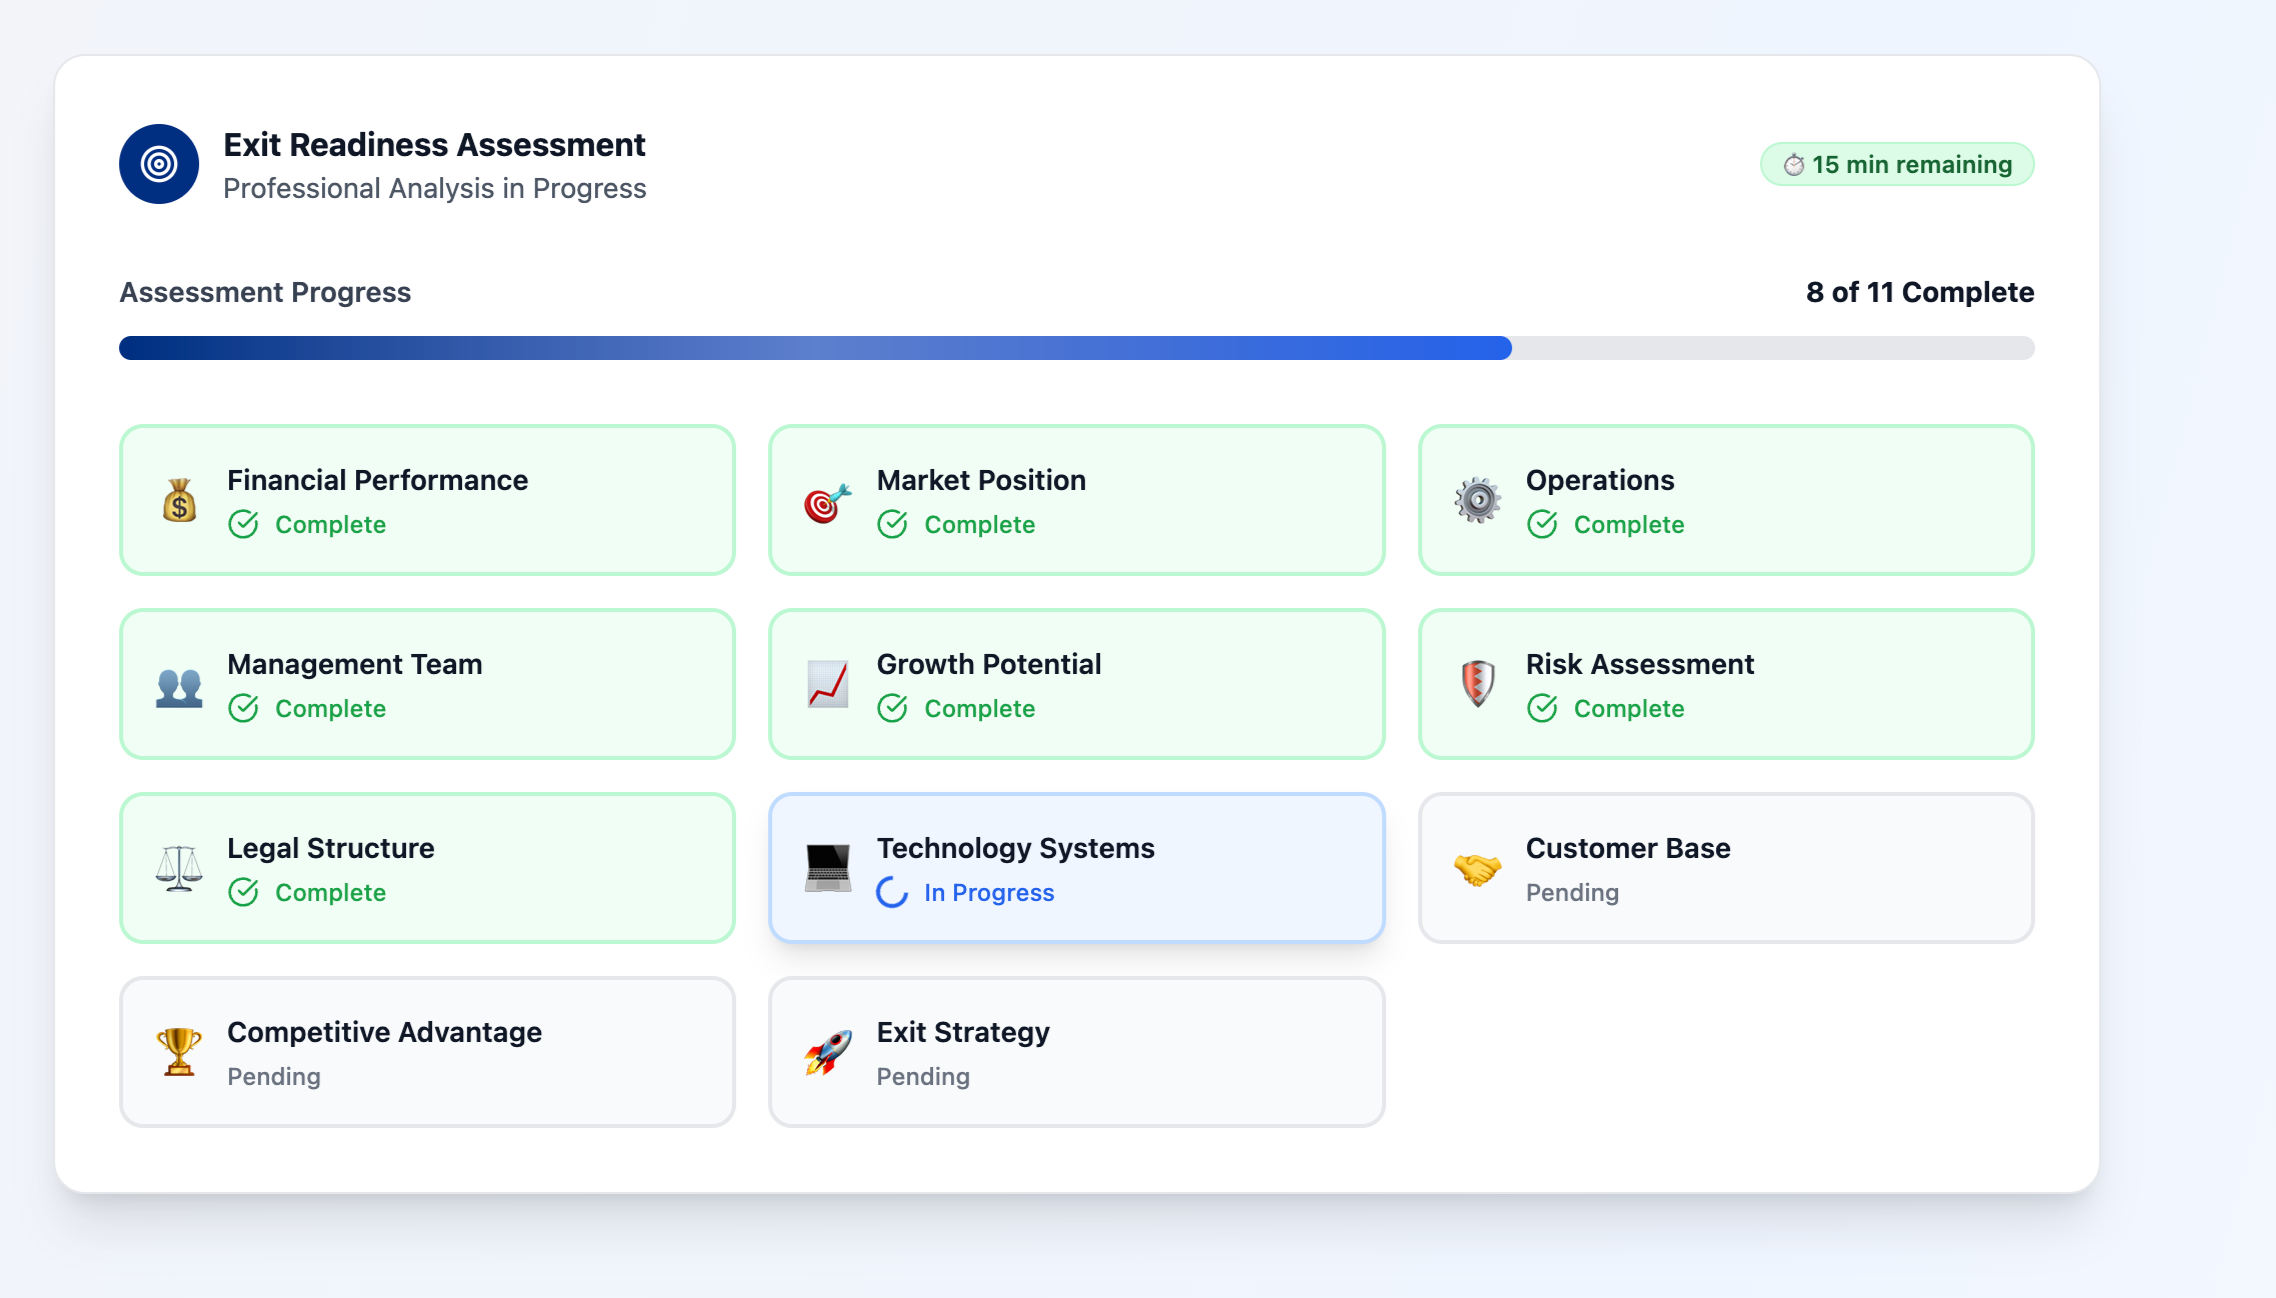 Exit Readiness Assessment
Professional Analysis in Progress
⏱ 15 min remaining
Assessment Progress
8 of 11 Complete
Financial Performance
Complete
Market Position
Complete
Operations
Complete
Management Team
Complete
Growth Potential
Complete
Risk Assessment
Complete
Legal Structure
Complete
Technology Systems
In Progress
Customer Base
Pending
Competitive Advantage
Pending
Exit Strategy
Pending